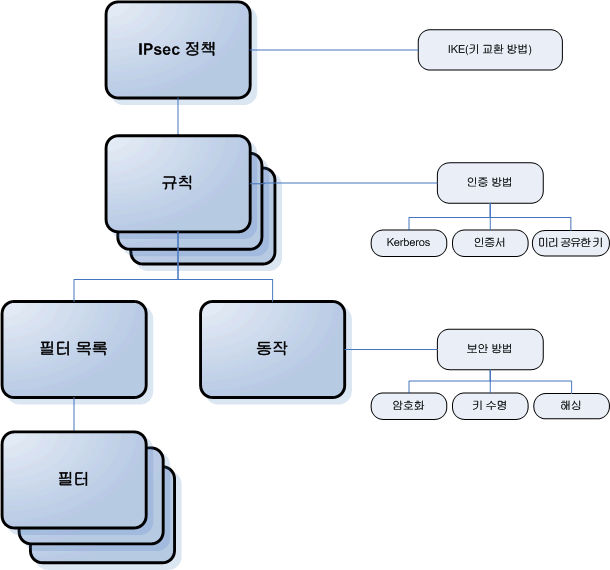 IPsec 정책
IKE(키 교환 방법)
규칙
인증 방법
Kerberos
인증서
미리 공유한 키
필터 목록
동작
보안 방법
암호화
키 수명
해싱
필터